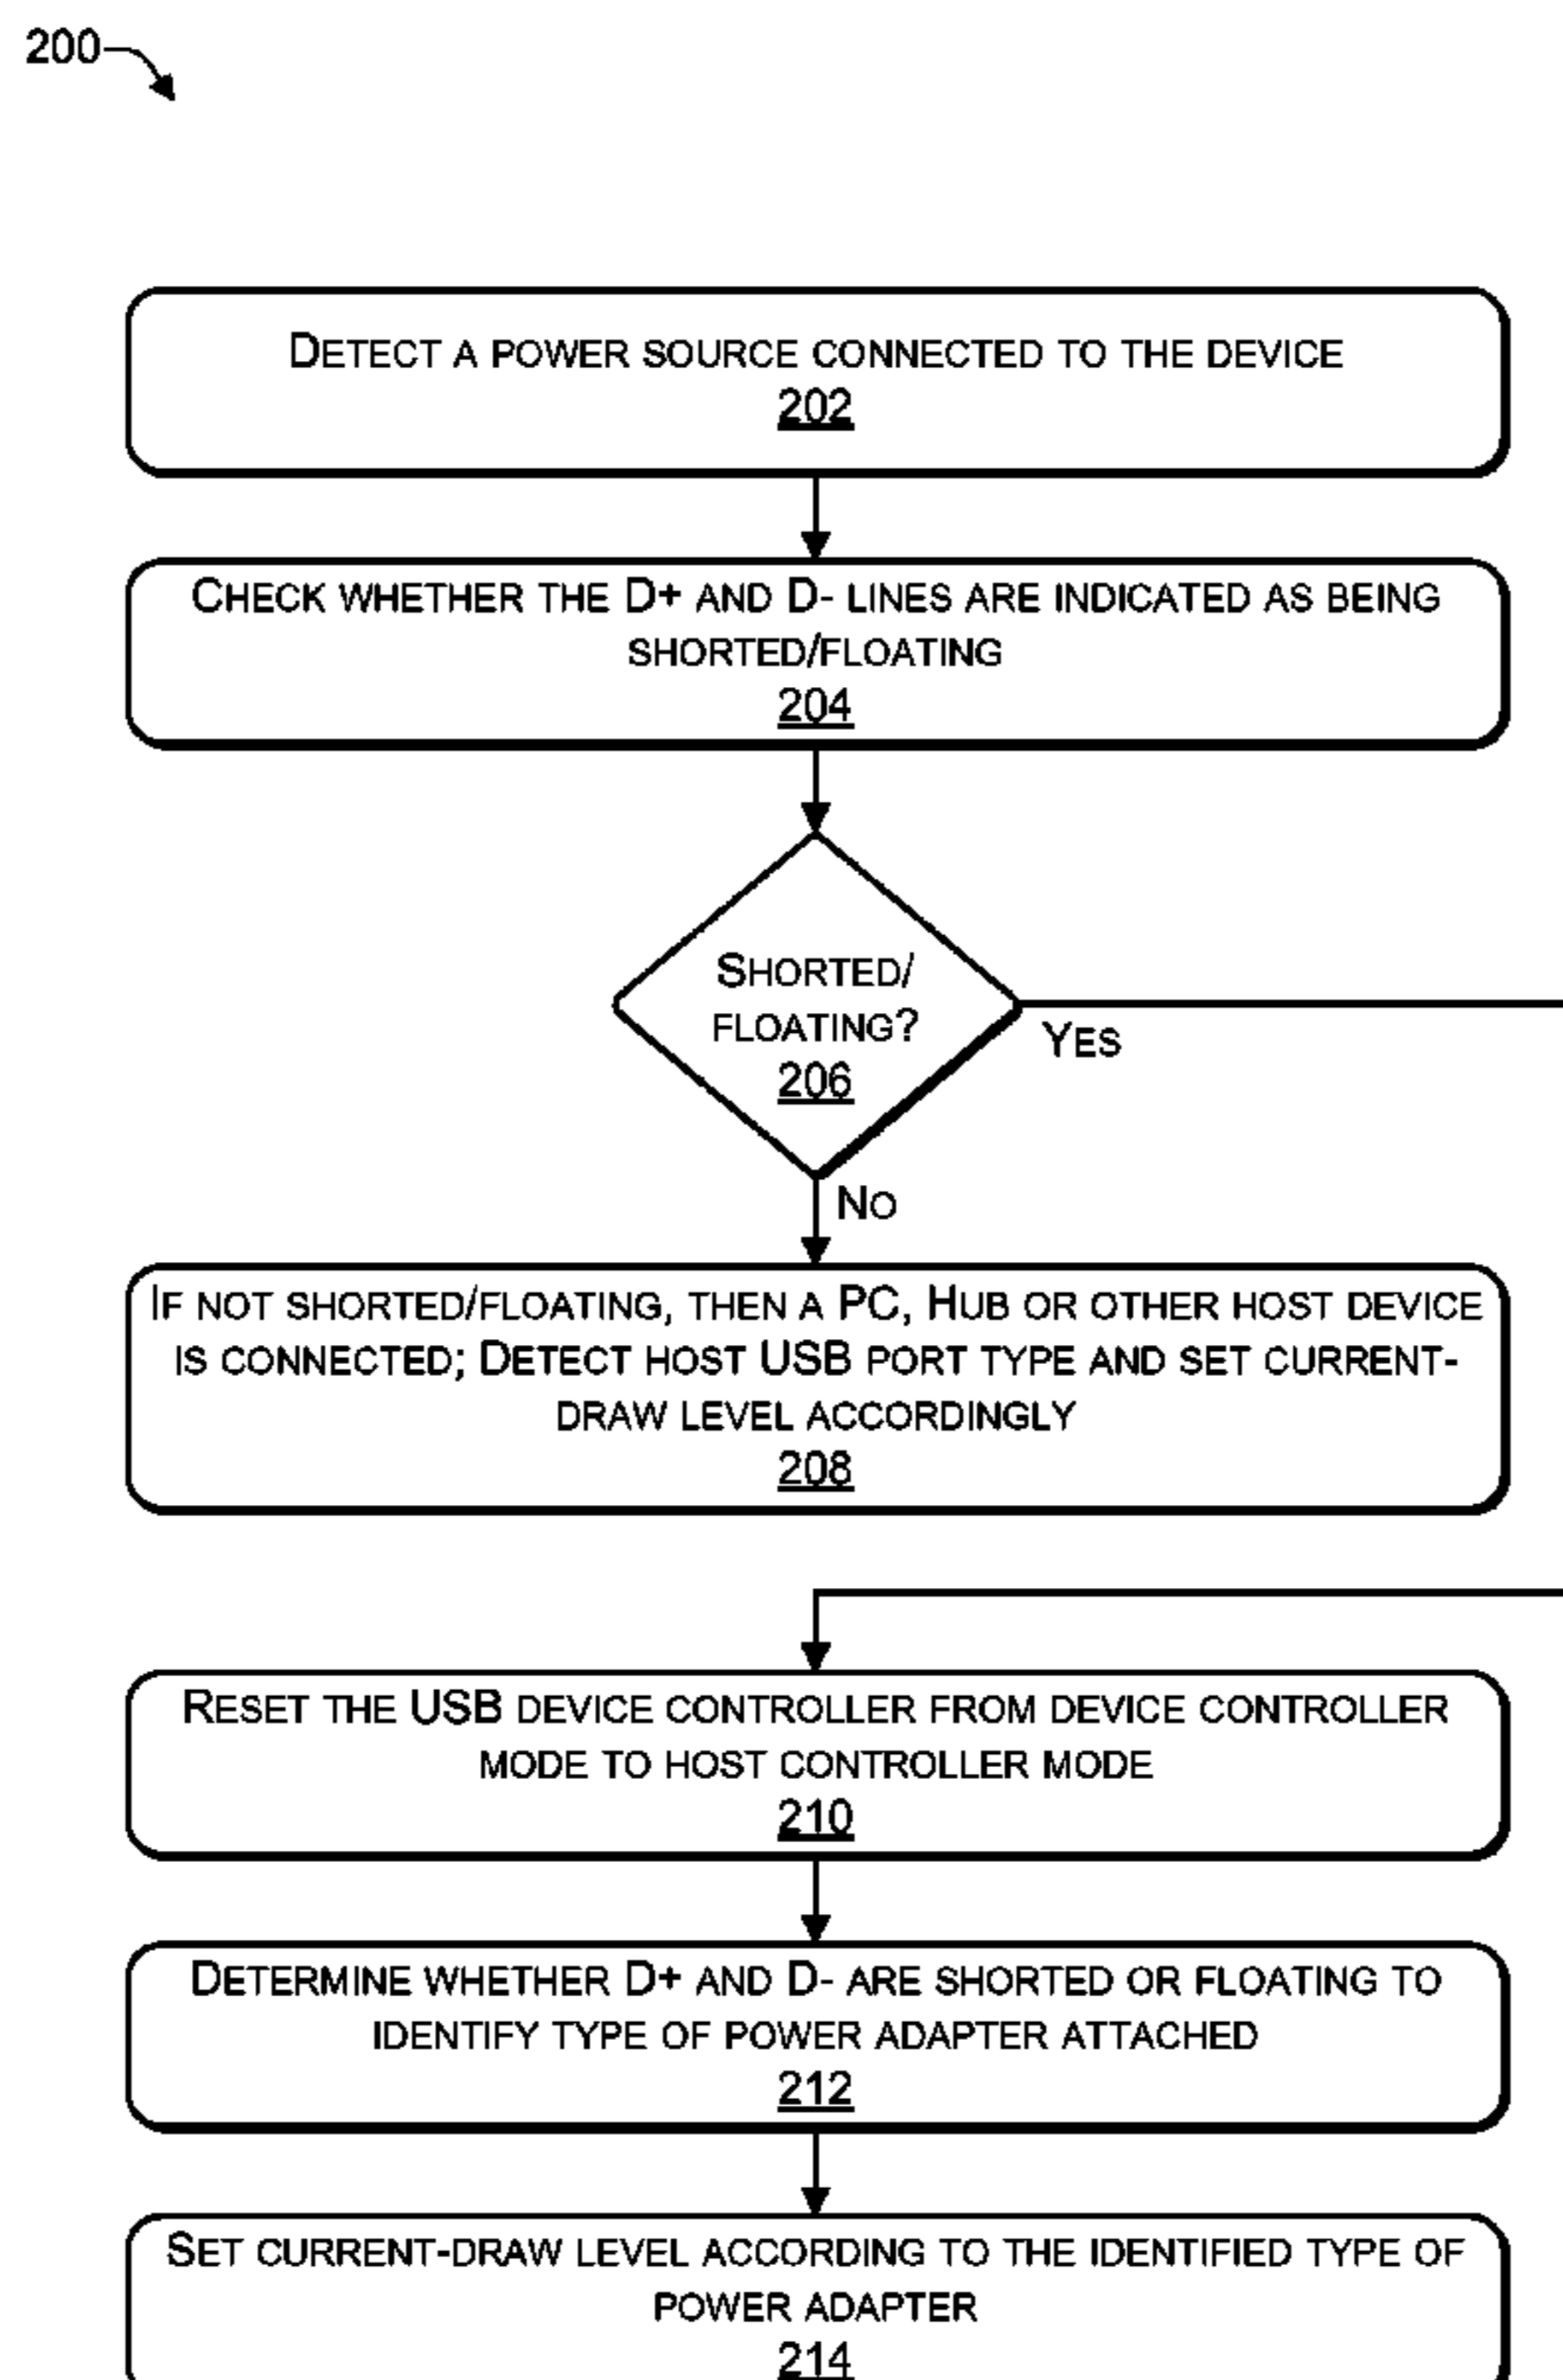 200
DETECT A POWER SOURCE CONNECTED TO THE DEVICE
202
CHECK WHETHER THE D+ AND D- LINES ARE INDICATED AS BEING
SHORTED/FLOATING
204
SHORTED/
FLOATING?
206
YES
NO
IF NOT SHORTED/FLOATING, THEN A PC, HUB OR OTHER HOST DEVICE
IS CONNECTED; DETECT HOST USB PORT TYPE AND SET CURRENT-
DRAW LEVEL ACCORDINGLY
208
RESET THE USB DEVICE CONTROLLER FROM DEVICE CONTROLLER
MODE TO HOST CONTROLLER MODE
210
DETERMINE WHETHER D+ AND D- ARE SHORTED OR FLOATING TO
IDENTIFY TYPE OF POWER ADAPTER ATTACHED
212
SET CURRENT-DRAW LEVEL ACCORDING TO THE IDENTIFIED TYPE OF
POWER ADAPTER
214